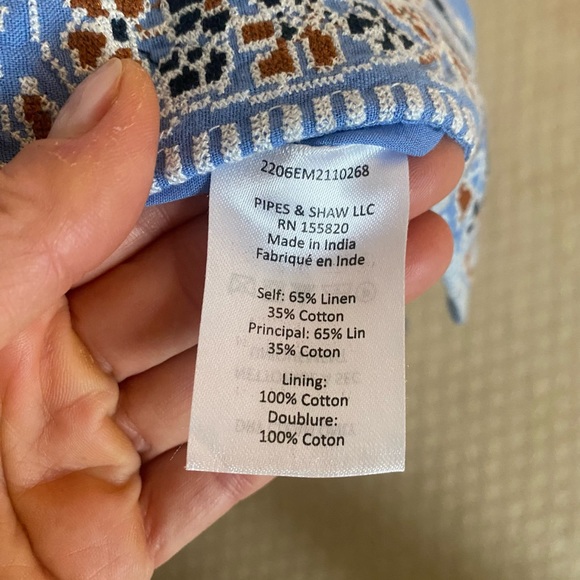 2206EM2110268
PIPES & SHAW LLC
RN 155820
Made in India
Fabriqué en Inde
Self: 65% Linen
35% Cotton
Principal: 65% Lin
35% Coton
Lining:
100% Cotton
Doublure:
100% Coton